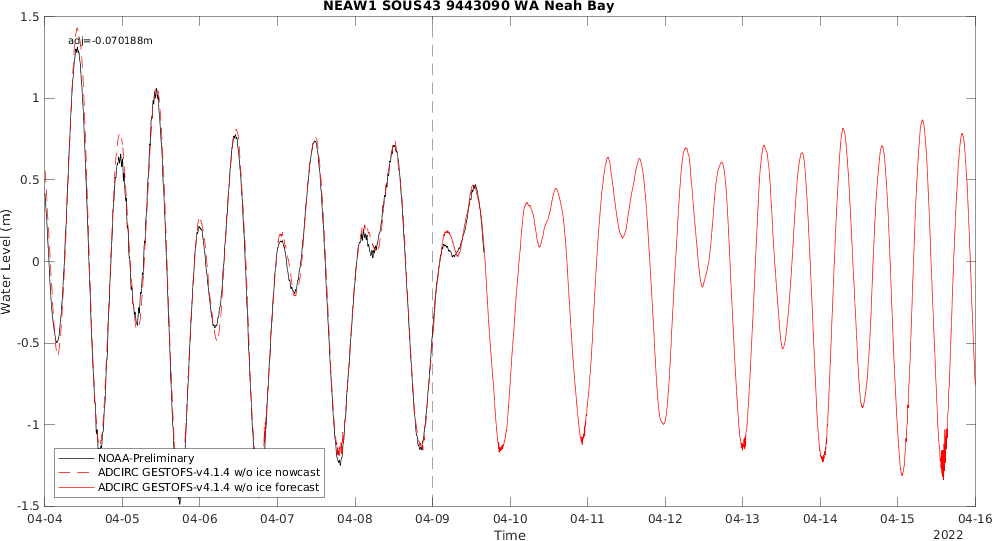 NEAW1 SOUS43 9443090 WA Neah Bay
adj=-0.070188m
Water Level (m)
1.5
1
0.5
0
-0.5
-1
-1.5
NOAA-Preliminary
ADCIRC GESTOFS-v4.1.4 w/o ice nowcast
ADCIRC GESTOFS-v4.1.4 w/o ice forecast
04-04 04-05 04-06 04-07 04-08 04-09 04-10 04-11 04-12 04-13 04-14 04-15 04-16
Time
2022